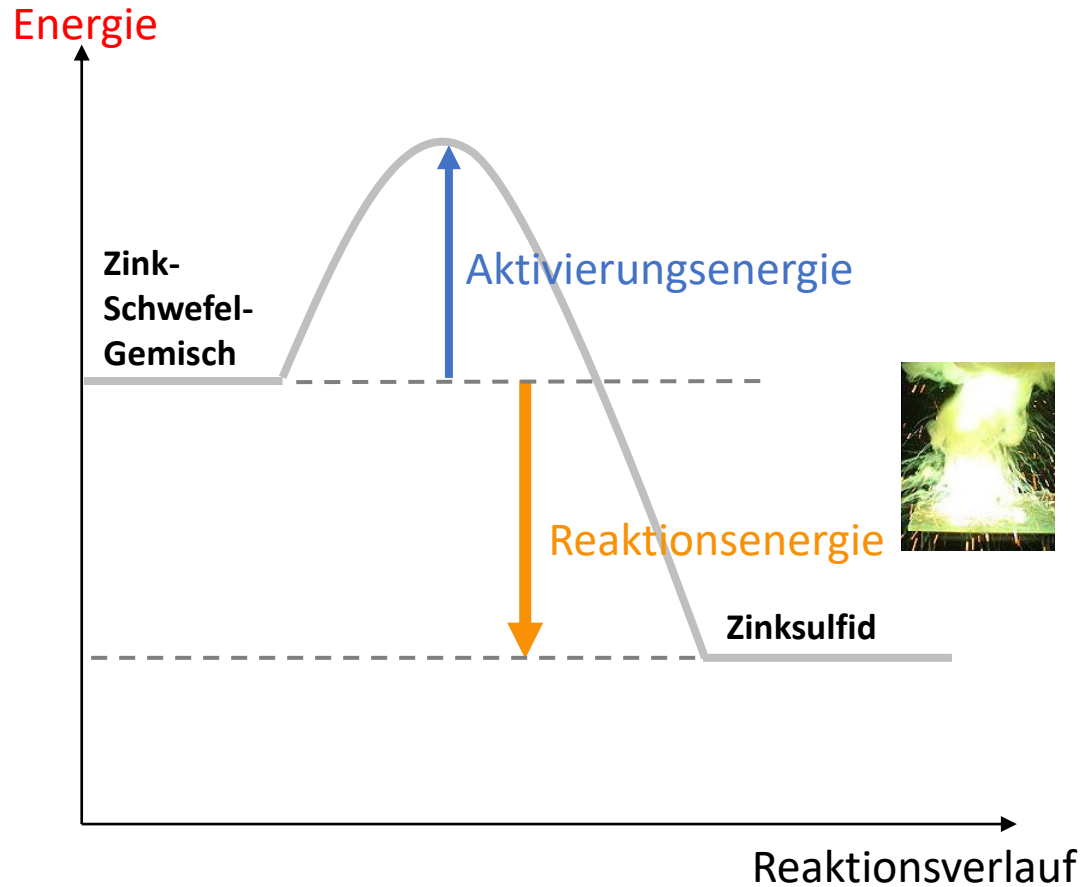 Energie
Zink-
Schwefel-
Gemisch
Aktivierungsenergie
Reaktionsenergie
Zinksulfid
Reaktionsverlauf